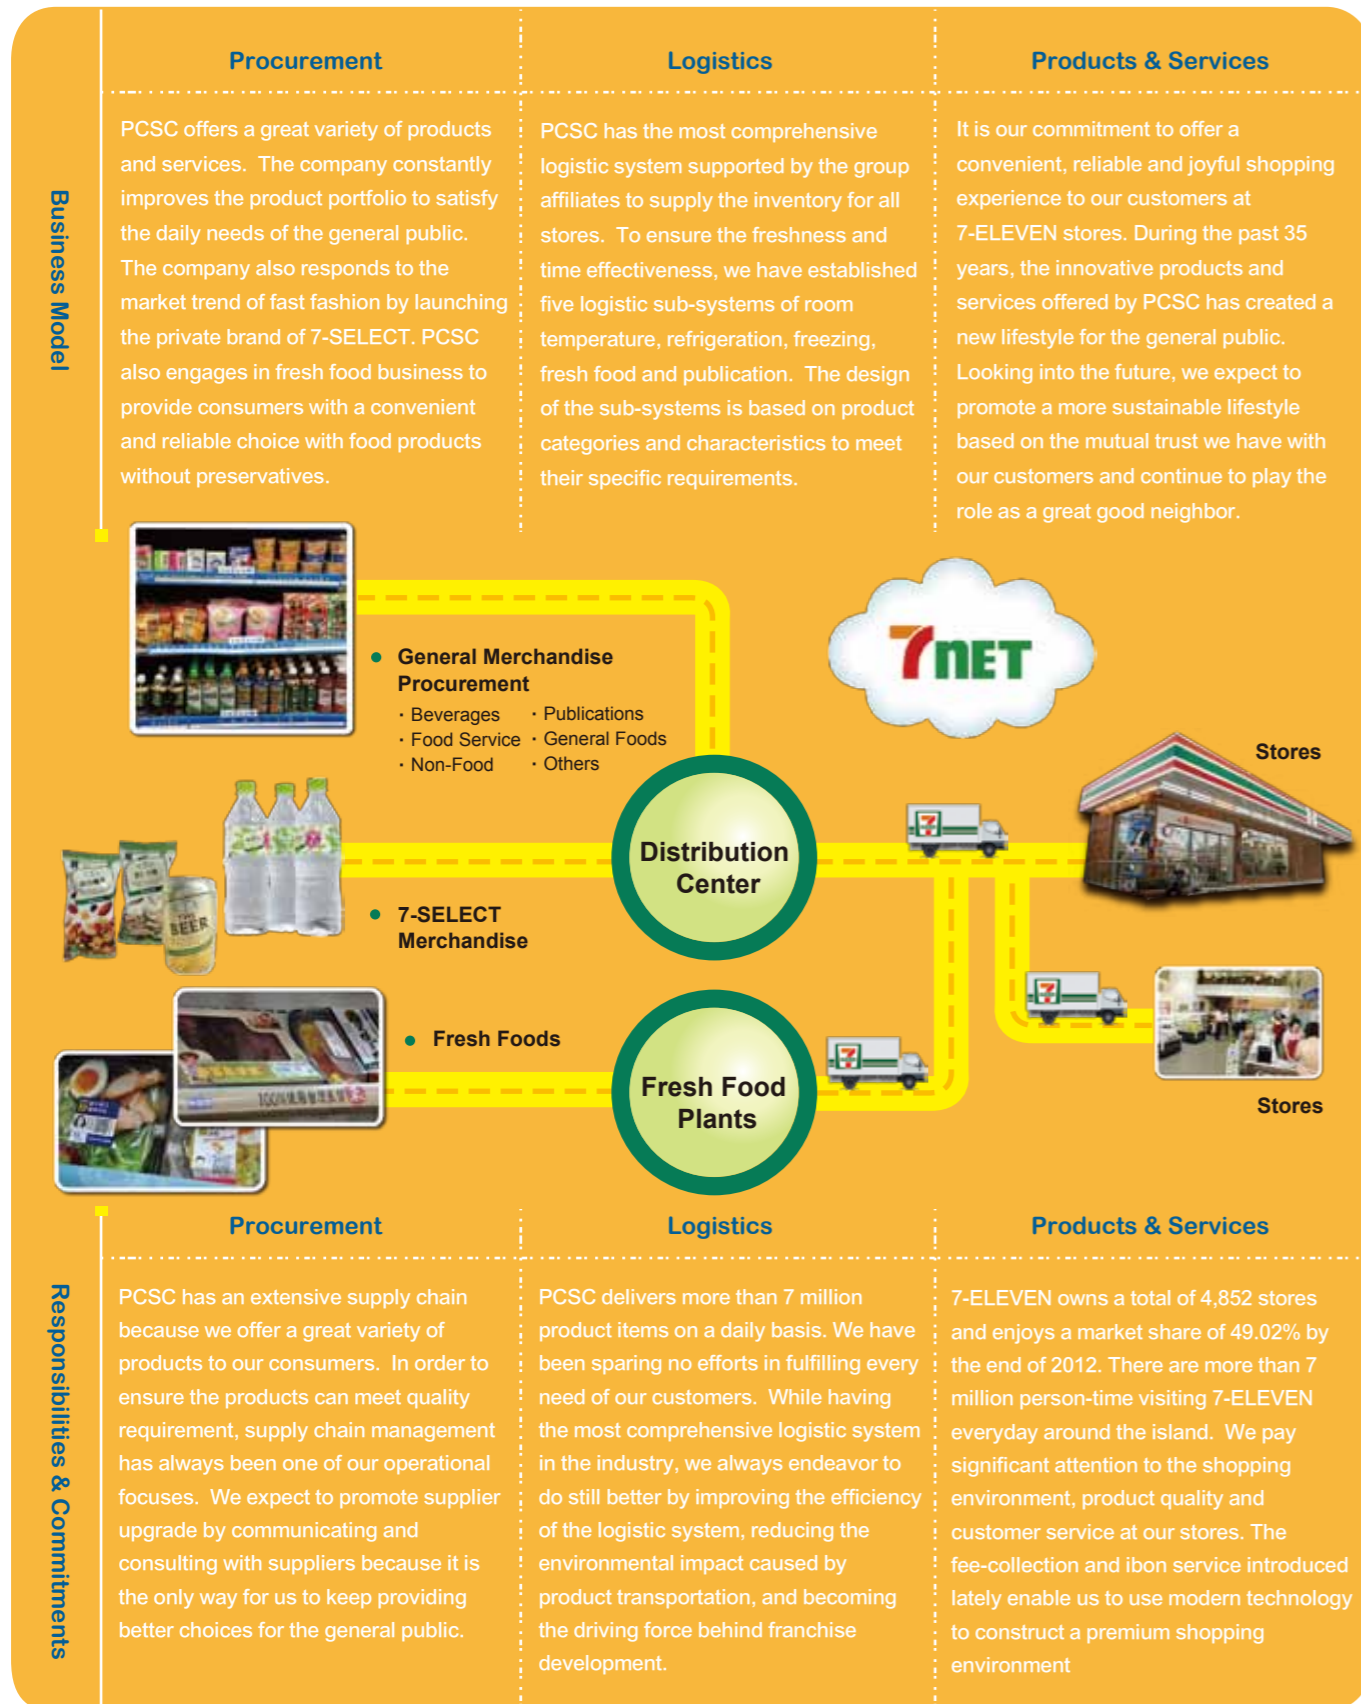 Procurement
Logistics
Products & Services
Business Model
PCSC offers a great variety of products
and services. The company constantly
improves the product portfolio to satisfy
the daily needs of the general public.
The company also responds to the
market trend of fast fashion by launching
the private brand of 7-SELECT. PCSC
also engages in fresh food business to
provide consumers with a convenient
and reliable choice with food products
without preservatives.
PCSC has the most comprehensive
logistic system supported by the group
affiliates to supply the inventory for all
stores. To ensure the freshness and
time effectiveness, we have established
five logistic sub-systems of room
temperature, refrigeration, freezing,
fresh food and publication. The design
of the sub-systems is based on product
categories and characteristics to meet
their specific requirements.
It is our commitment to offer a
convenient, reliable and joyful shopping
experience to our customers at
7-ELEVEN stores. During the past 35
years, the innovative products and
services offered by PCSC has created a
new lifestyle for the general public.
Looking into the future, we expect to
promote a more sustainable lifestyle
based on the mutual trust we have with
our customers and continue to play the
role as a great good neighbor.
7NET
• General Merchandise
Procurement
・Beverages ・Publications
・Food Service ・General Foods
・Non-Food ・Others
Stores
Distribution
Center
BEER
• 7-SELECT
Merchandise
• Fresh Foods
Fresh Food
Plants
Stores
Procurement
Logistics
Products & Services
Responsibilities & Commitments
PCSC has an extensive supply chain
because we offer a great variety of
products to our consumers. In order to
ensure the products can meet quality
requirement, supply chain management
has always been one of our operational
focuses. We expect to promote supplier
upgrade by communicating and
consulting with suppliers because it is
the only way for us to keep providing
better choices for the general public.
PCSC delivers more than 7 million
product items on a daily basis. We have
been sparing no efforts in fulfilling every
need of our customers. While having
the most comprehensive logistic system
in the industry, we always endeavor to
do still better by improving the efficiency
of the logistic system, reducing the
environmental impact caused by
product transportation, and becoming
the driving force behind franchise
development.
7-ELEVEN owns a total of 4,852 stores
and enjoys a market share of 49.02% by
the end of 2012. There are more than 7
million person-time visiting 7-ELEVEN
everyday around the island. We pay
significant attention to the shopping
environment, product quality and
customer service at our stores. The
fee-collection and ibon service introduced
lately enable us to use modern technology
to construct a premium shopping
environment